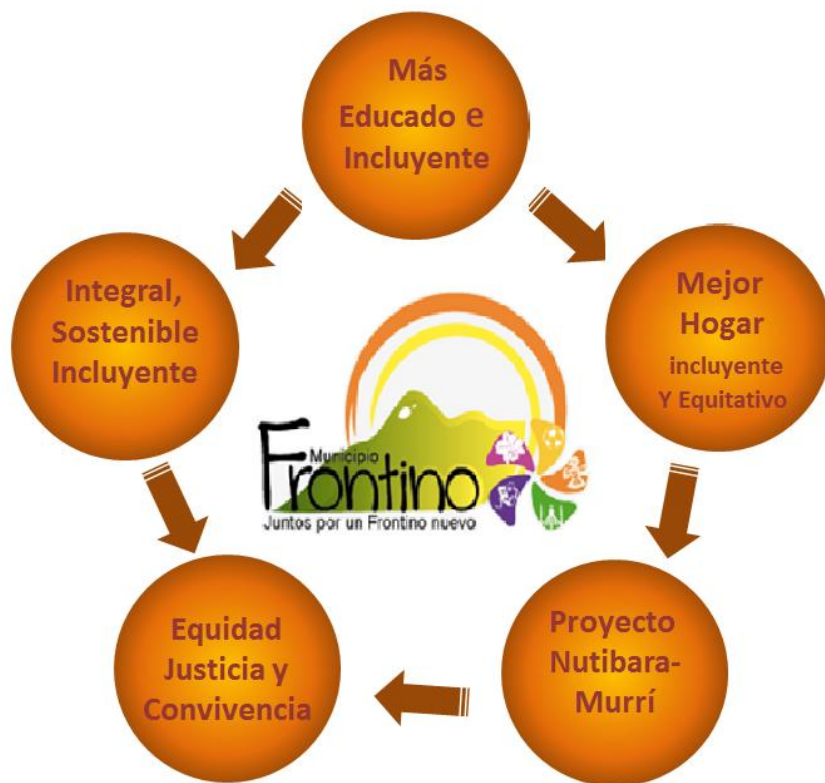 Más
Educado e
Incluyente
Integral,
Sostenible
Incluyente
Mejor
Hogar
incluyente
Y Equitativo
Municipio
Frontino
Juntos por un Frontino nuevo
Equidad
Justicia y
Convivencia
Proyecto
Nutibara-
Murrí